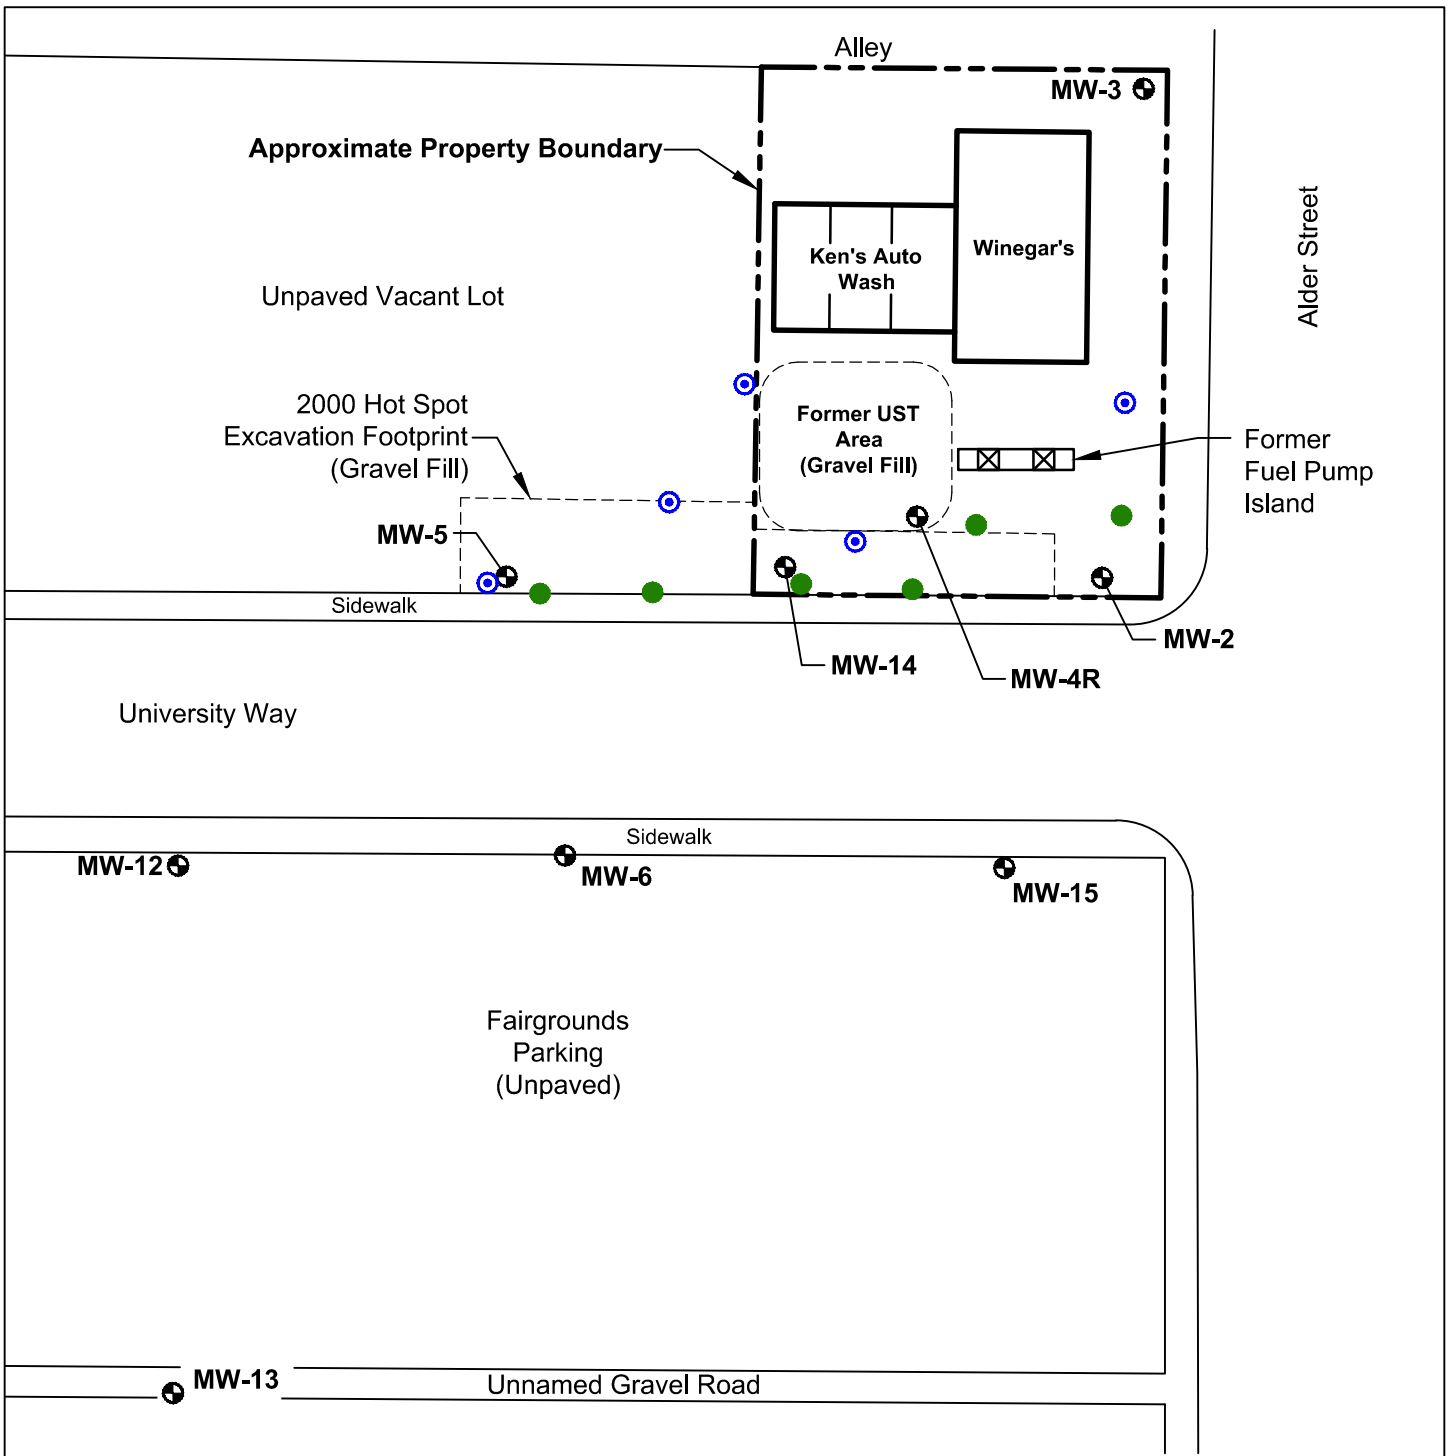 Alley
MW-3
Approximate Property Boundary
Alder Street
Ken's Auto
Wash
Winegar's
Unpaved Vacant Lot
2000 Hot Spot
Excavation Footprint
(Gravel Fill)
Former UST
Area
(Gravel Fill)
Former
Fuel Pump
Island
MW-5
Sidewalk
MW-2
MW-14
MW-4R
University Way
Sidewalk
MW-12
MW-6
MW-15
Fairgrounds
Parking
(Unpaved)
MW-13
Unnamed Gravel Road